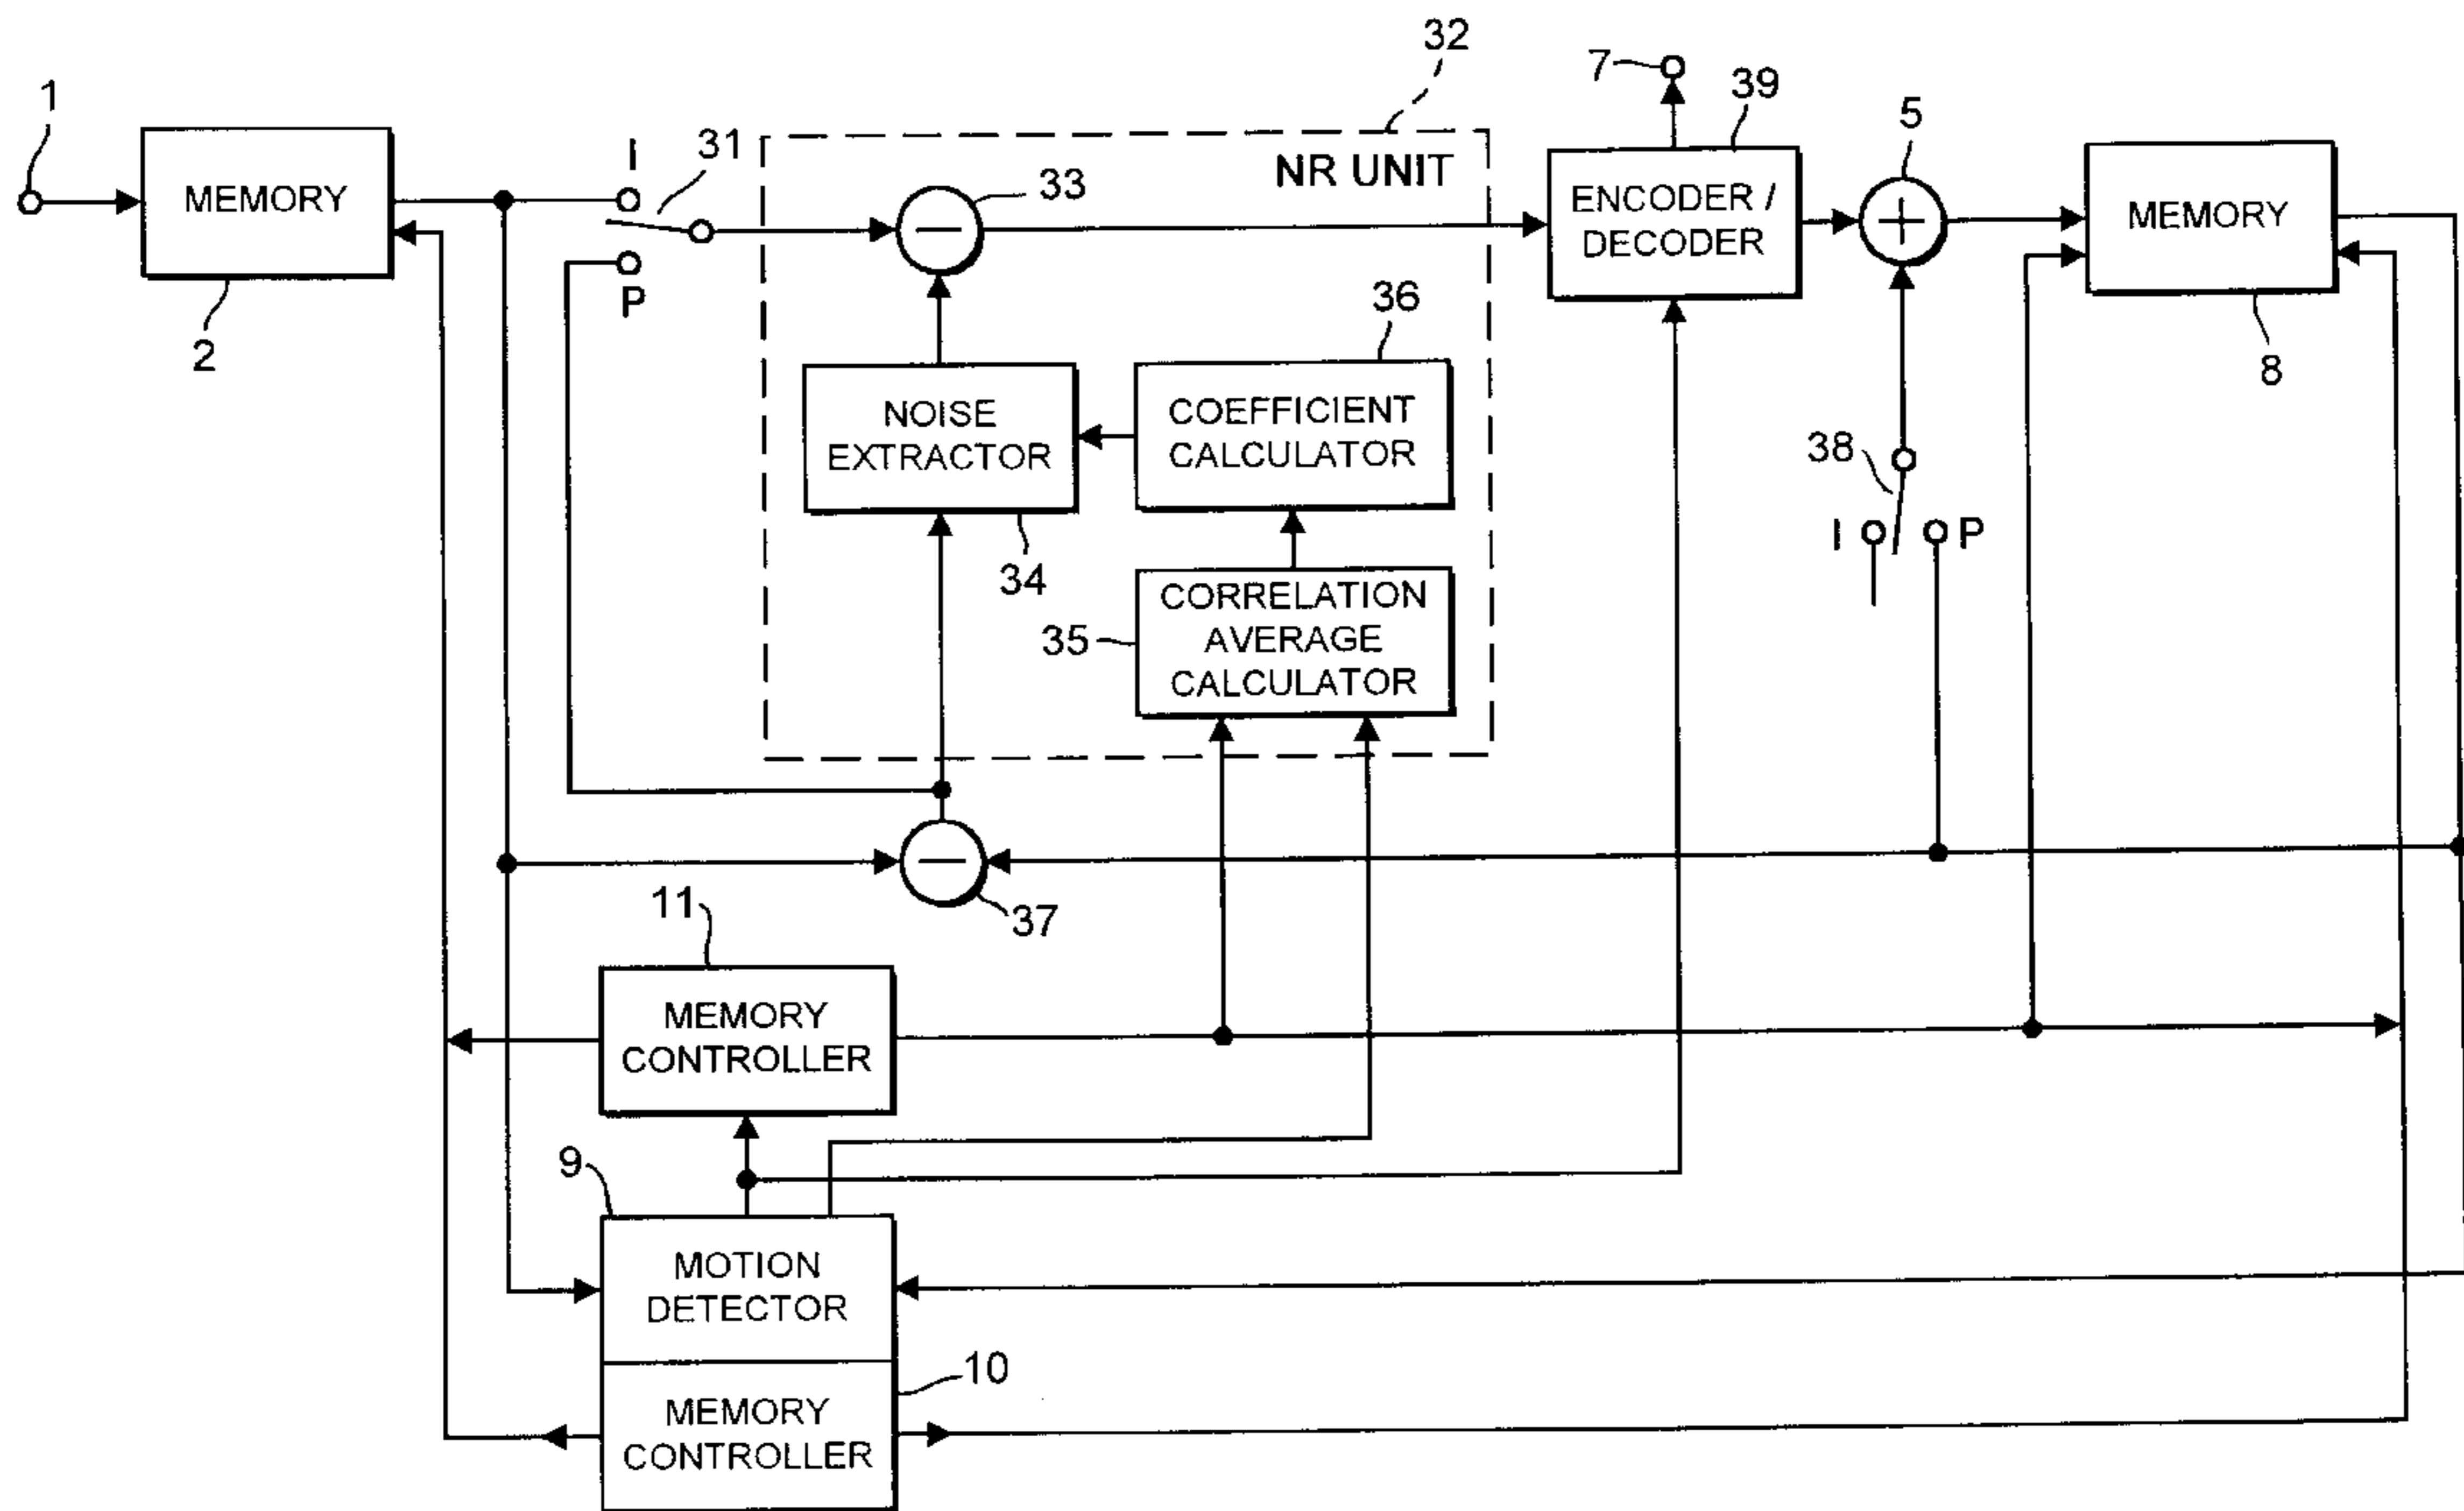 32
7
39
1
5
I
31
MEMORY
NR UNIT
33
ENCODER /
DECODER
MEMORY
P
2
36
8
NOISE
EXTRACTOR
COEFFICIENT
CALCULATOR
38
I
P
34
35
CORRELATION
AVERAGE
CALCULATOR
37
11
MEMORY
CONTROLLER
9
MOTION
DETECTOR
10
MEMORY
CONTROLLER